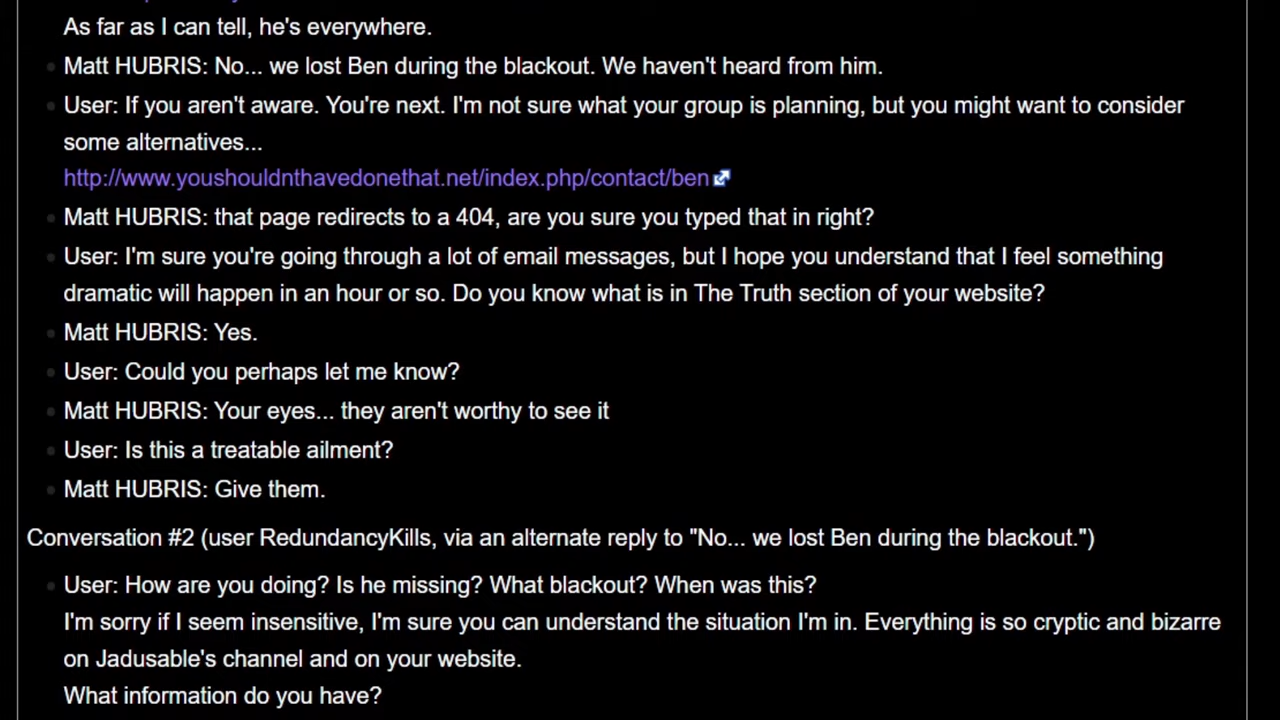 As far as I can tell, he's everywhere.
Matt HUBRIS: No... we lost Ben during the blackout. We haven't heard from him.
User: If you aren't aware. You're next. I'm not sure what your group is planning, but you might want to consider
some alternatives...
http://www.youshouldnthavedonethat.net/index.php/contact/ben
Matt HUBRIS: that page redirects to a 404, are you sure you typed that in right?
User: I'm sure you're going through a lot of email messages, but I hope you understand that I feel something
dramatic will happen in an hour or so. Do you know what is in The Truth section of your website?
Matt HUBRIS: Yes.
User: Could you perhaps let me know?
Matt HUBRIS: Your eyes... they aren't worthy to see it
User: Is this a treatable ailment?
Matt HUBRIS: Give them.
Conversation #2 (user RedundancyKills, via an alternate reply to "No... we lost Ben during the blackout.")
User: How are you doing? Is he missing? What blackout? When was this?
I'm sorry if I seem insensitive, I'm sure you can understand the situation I'm in. Everything is so cryptic and bizarre
on Jadusable's channel and on your website.
What information do you have?